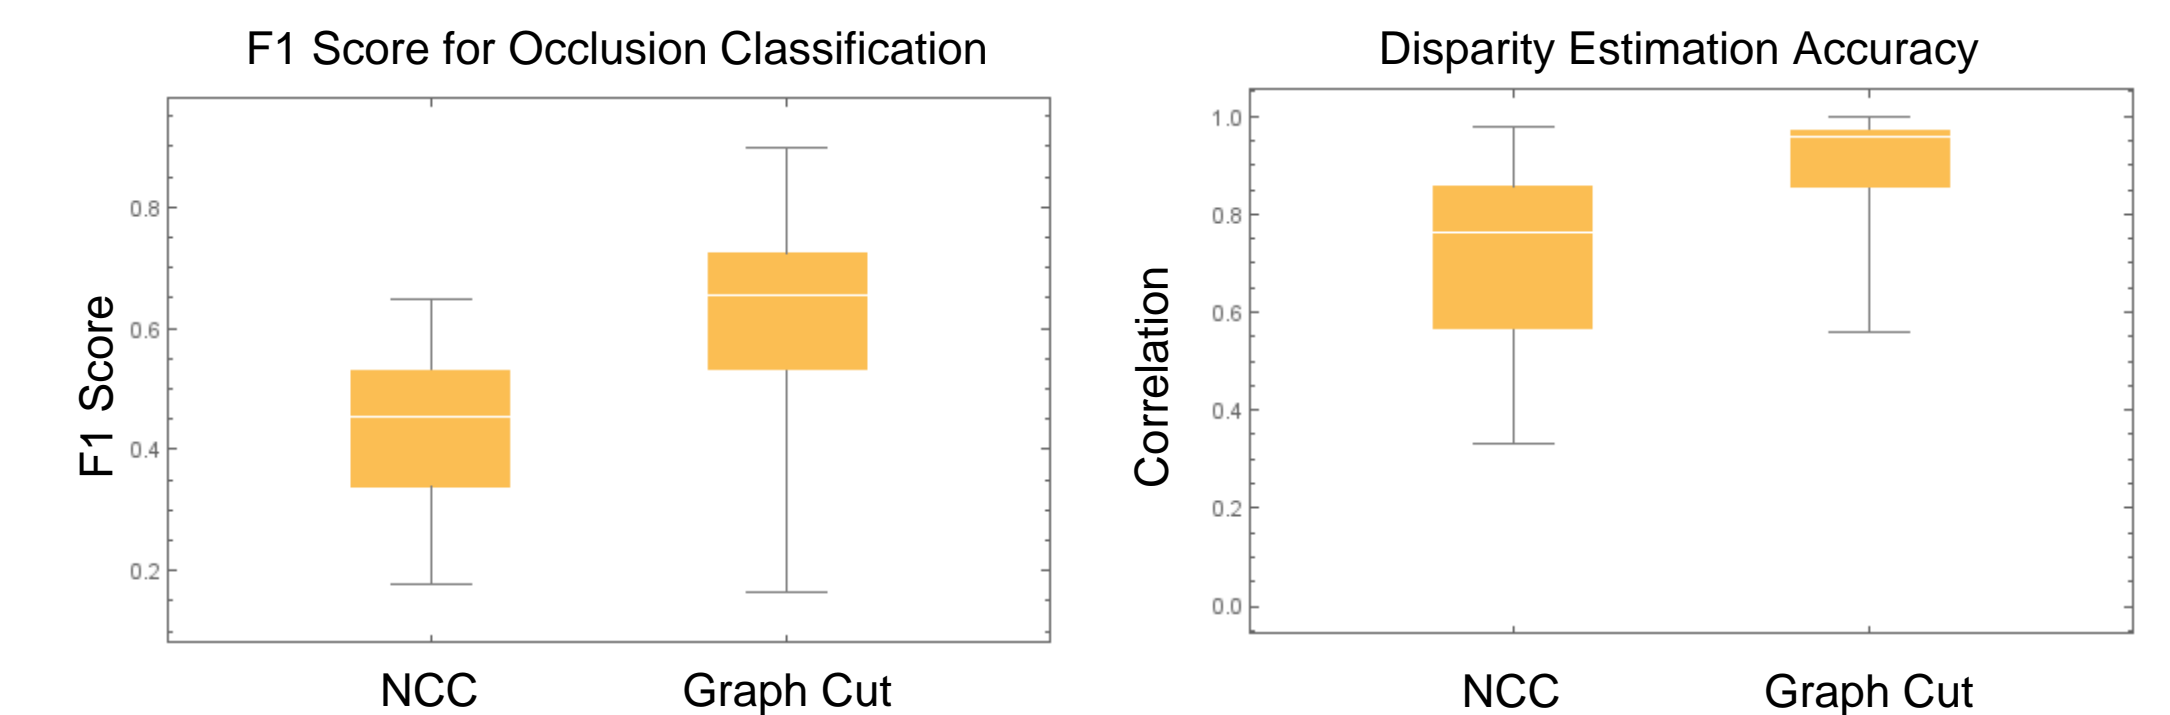 F1 Score for Occlusion Classification
F1 Score
0.8
0.6
0.4
0.2
NCC
Graph Cut
Disparity Estimation Accuracy
Correlation
1.0
0.8
0.6
0.4
0.2
0.0
NCC
Graph Cut